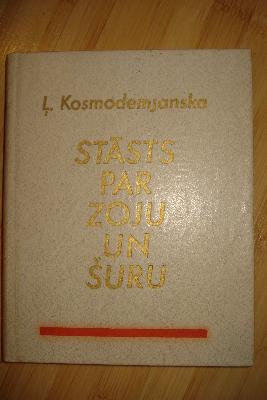 Ļ. Kosmodemjanska
STĀSTS
PAR
ZOJU
UN
ŠURU